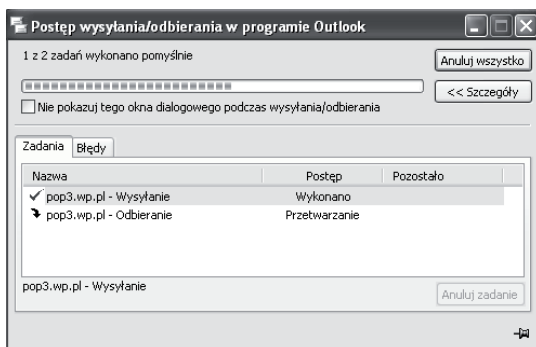 Postęp wysyłania/odbierania w programie Outlook
1 z 2 zadań wykonano pomyślnie
Anuluj wszystko
<< Szczegóły
Nie pokazuj tego okna dialogowego podczas wysyłania/odbierania
Zadania Błędy
Nazwa Postęp Pozostało
pop3.wp.pl - Wysyłanie Wykonano
pop3.wp.pl - Odbieranie Przetwarzanie
pop3.wp.pl - Wysyłanie
Anuluj zadanie